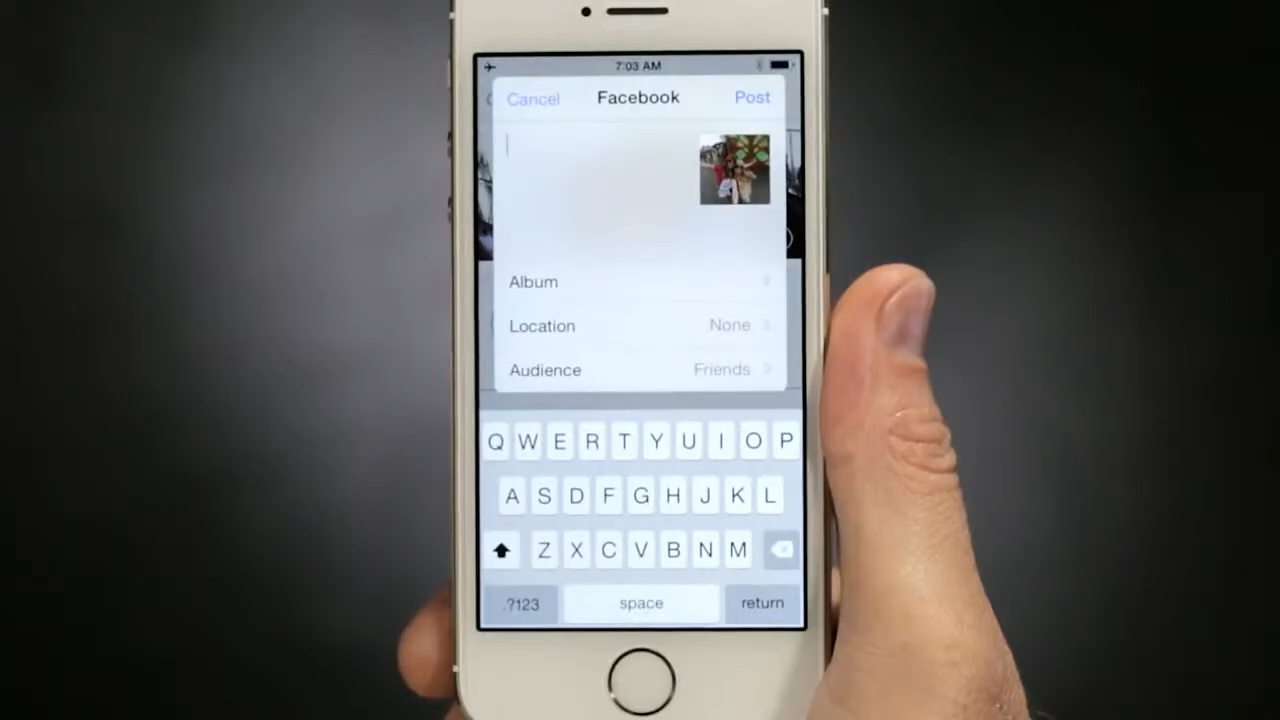 7:03 AM
Cancel Facebook Post
Album
Location None
Audience Friends
Q W E R T Y U I O P
A S D F G H J K L
Z X C V B N M
.?123 space return